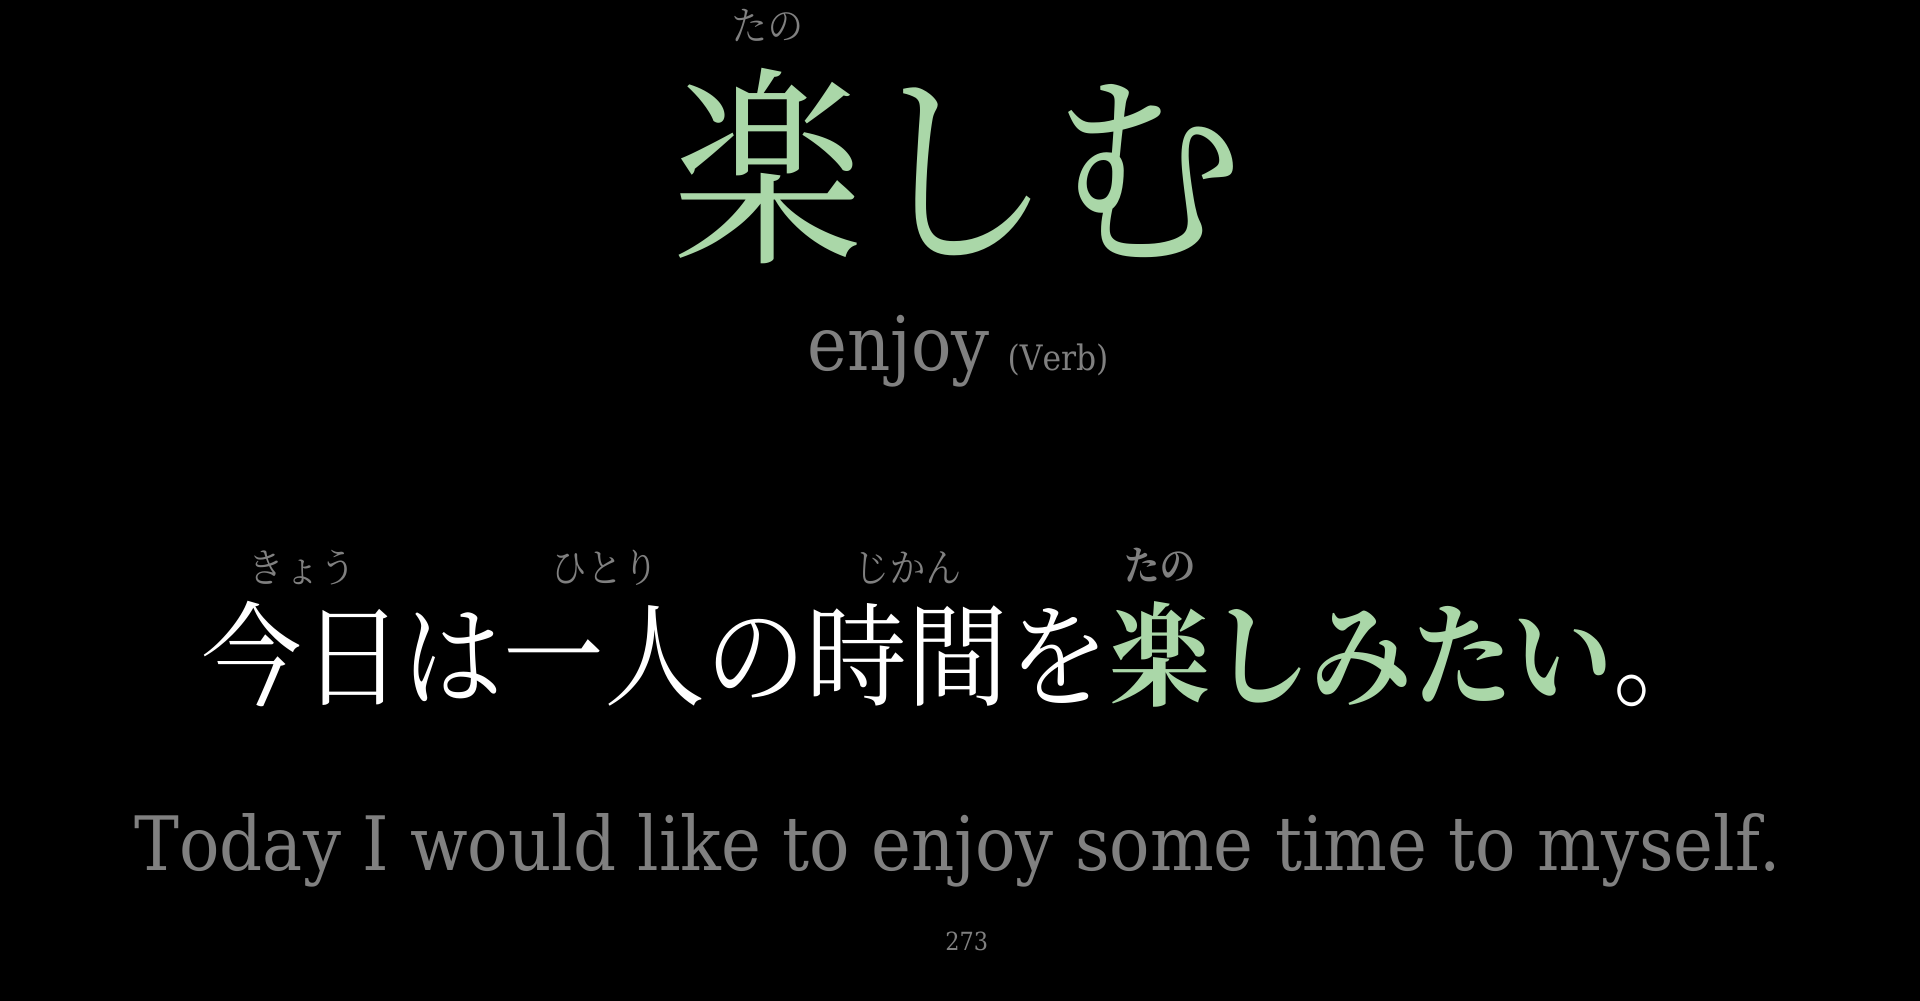 たの
楽しむ
enjoy (Verb)
きょう ひとり じかん たの
今日は一人の時間を楽しみたい。
Today I would like to enjoy some time to myself.
273